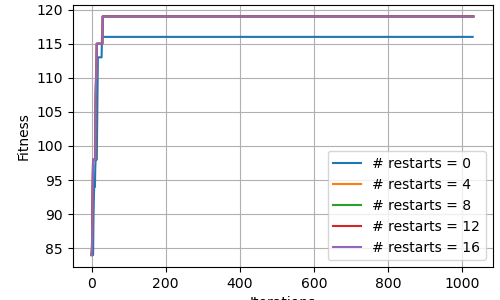 120
115
110
105
100
95
90
85
Fitness
# restarts = 0
# restarts = 4
# restarts = 8
# restarts = 12
# restarts = 16
0 200 400 600 800 1000
Iterations